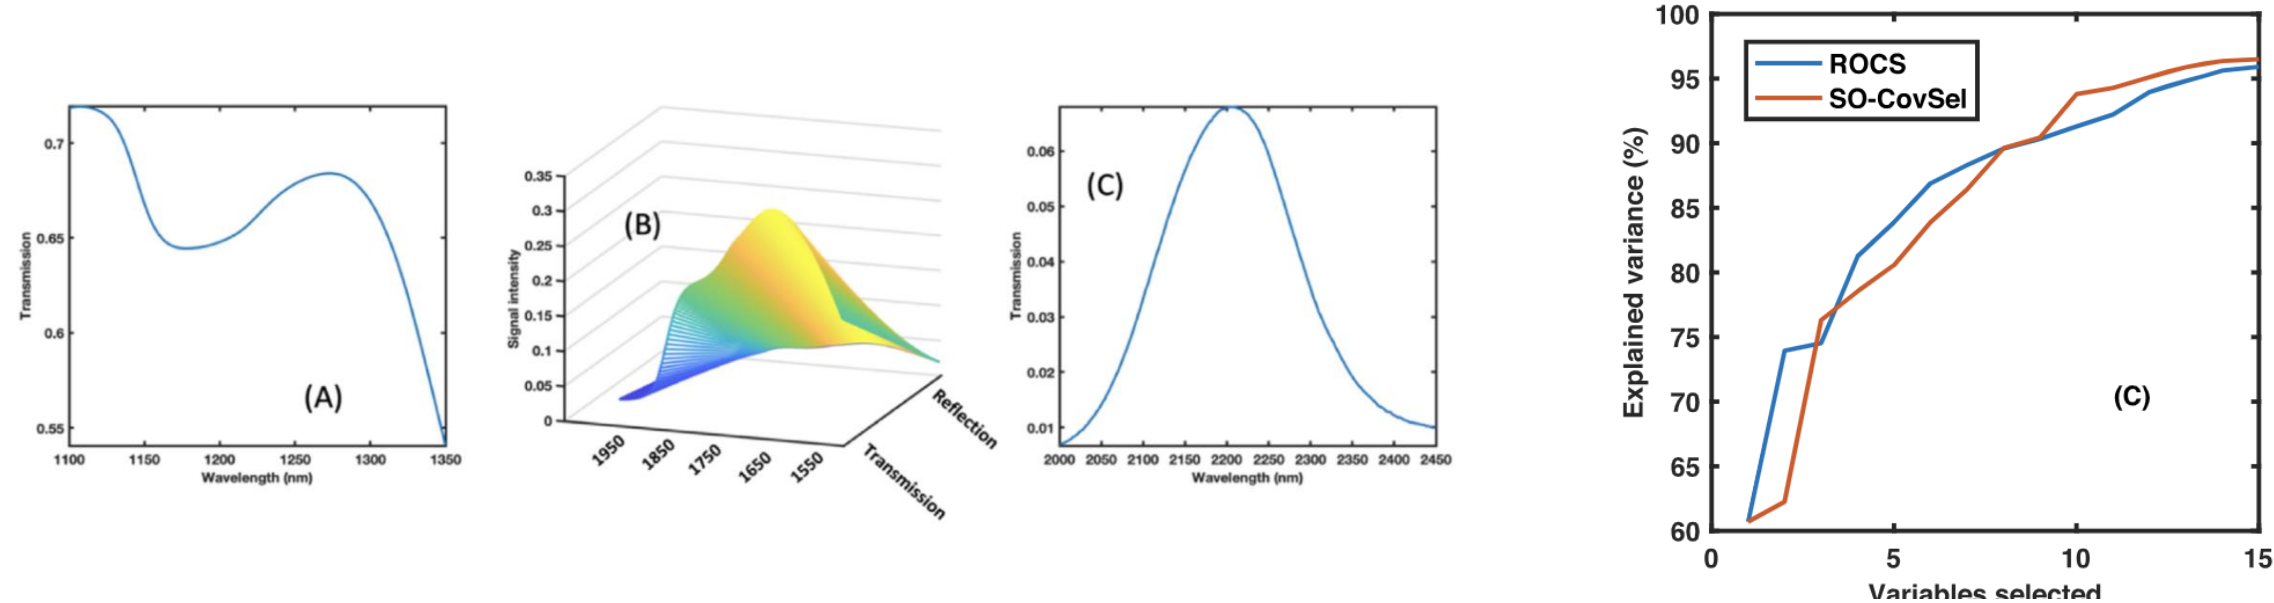 0.7
0.65
0.6
0.55
Transmission
1100 1150 1200 1250 1300 1350
Wavelength (nm)
(A)
0.35
0.3
0.25
0.2
0.15
0.1
0.05
0
Signal intensity
(B)
1950 1850 1750 1650 1550
Transmission
Reflection
0.06
0.05
0.04
0.03
0.02
0.01
Transmission
(C)
2000 2050 2100 2150 2200 2250 2300 2350 2400 2450
Wavelength (nm)
100
95
90
85
80
75
70
65
60
Explained variance (%)
ROCS
SO-CovSel
(C)
0 5 10 15
Variables selected